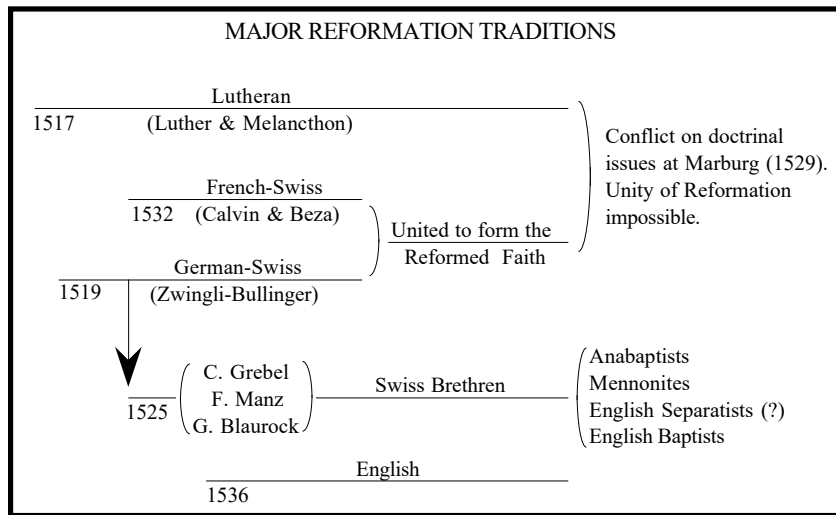 MAJOR REFORMATION TRADITIONS
Lutheran
1517 (Luther & Melancthon)
Conflict on doctrinal
issues at Marburg (1529).
Unity of Reformation
impossible.
French-Swiss
1532 (Calvin & Beza)
United to form the
Reformed Faith
German-Swiss
1519 (Zwingli-Bullinger)
1525
C. Grebel
F. Manz
G. Blaurock
Swiss Brethren
Anabaptists
Mennonites
English Separatists (?)
English Baptists
English
1536